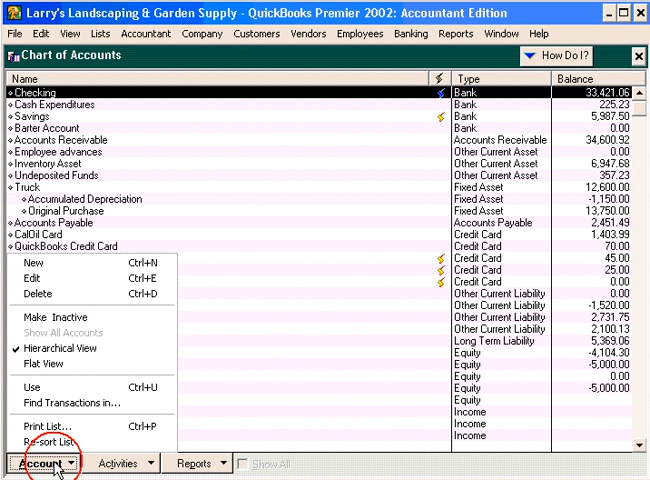 Larry's Landscaping & Garden Supply - QuickBooks Premier 2002: Accountant Edition
File Edit View Lists Accountant Company Customers Vendors Employees Banking Reports Window Help
Chart of Accounts How Do I?
Name Type Balance
Checking Bank 33,421.06
Cash Expenditures Bank 225.23
Savings Bank 5,987.50
Barter Account Bank 0.00
Accounts Receivable Accounts Receivable 34,600.92
Employee advances Other Current Asset 0.00
Inventory Asset Other Current Asset 6,947.68
Undeposited Funds Other Current Asset 357.23
Truck Fixed Asset 12,600.00
Accumulated Depreciation Fixed Asset -1,150.00
Original Purchase Fixed Asset 13,750.00
Accounts Payable Accounts Payable 2,451.49
CalOil Card Credit Card 1,403.99
QuickBooks Credit Card Credit Card 70.00
Credit Card 45.00
Credit Card 25.00
Credit Card 0.00
Other Current Liability 0.00
Other Current Liability -1,520.00
Other Current Liability 2,731.75
Other Current Liability 2,100.13
Long Term Liability 5,369.06
Equity -4,104.30
Equity -5,000.00
Equity 0.00
Equity -5,000.00
Equity
Income
Income
Income
New Ctrl+N
Edit Ctrl+E
Delete Ctrl+D
Make Inactive
Show All Accounts
Hierarchical View
Flat View
Use Ctrl+U
Find Transactions in...
Print List... Ctrl+P
Re-sort List
Account Activities Reports Show All